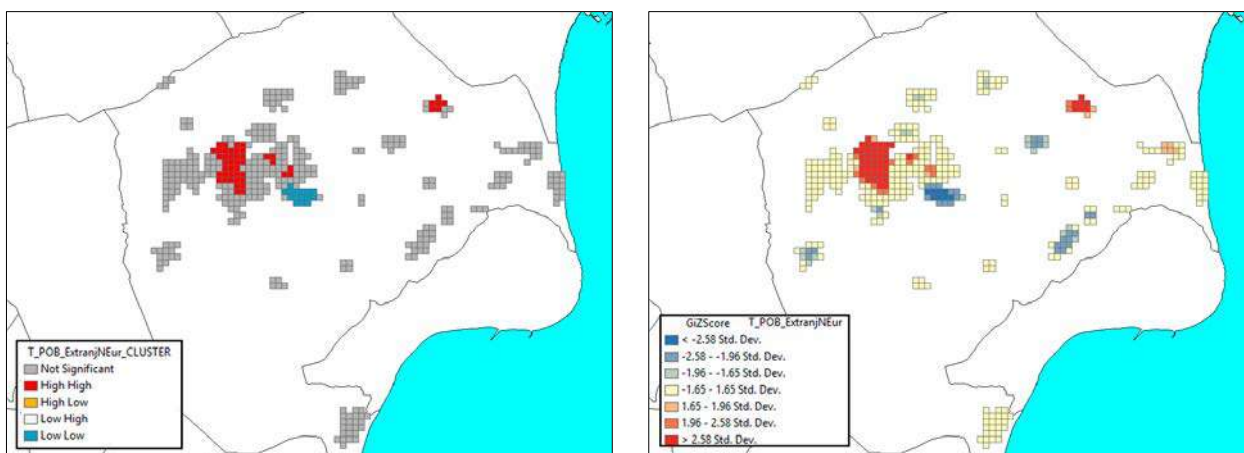 T_POB_ExtranjNEur_CLUSTER
Not Significant
High High
High Low
Low High
Low Low
GiZScore T_POB_ExtranjNEur
< -2.58 Std. Dev.
-2.58 - -1.96 Std. Dev.
-1.96 - -1.65 Std. Dev.
-1.65 - 1.65 Std. Dev.
1.65 - 1.96 Std. Dev.
1.96 - 2.58 Std. Dev.
> 2.58 Std. Dev.